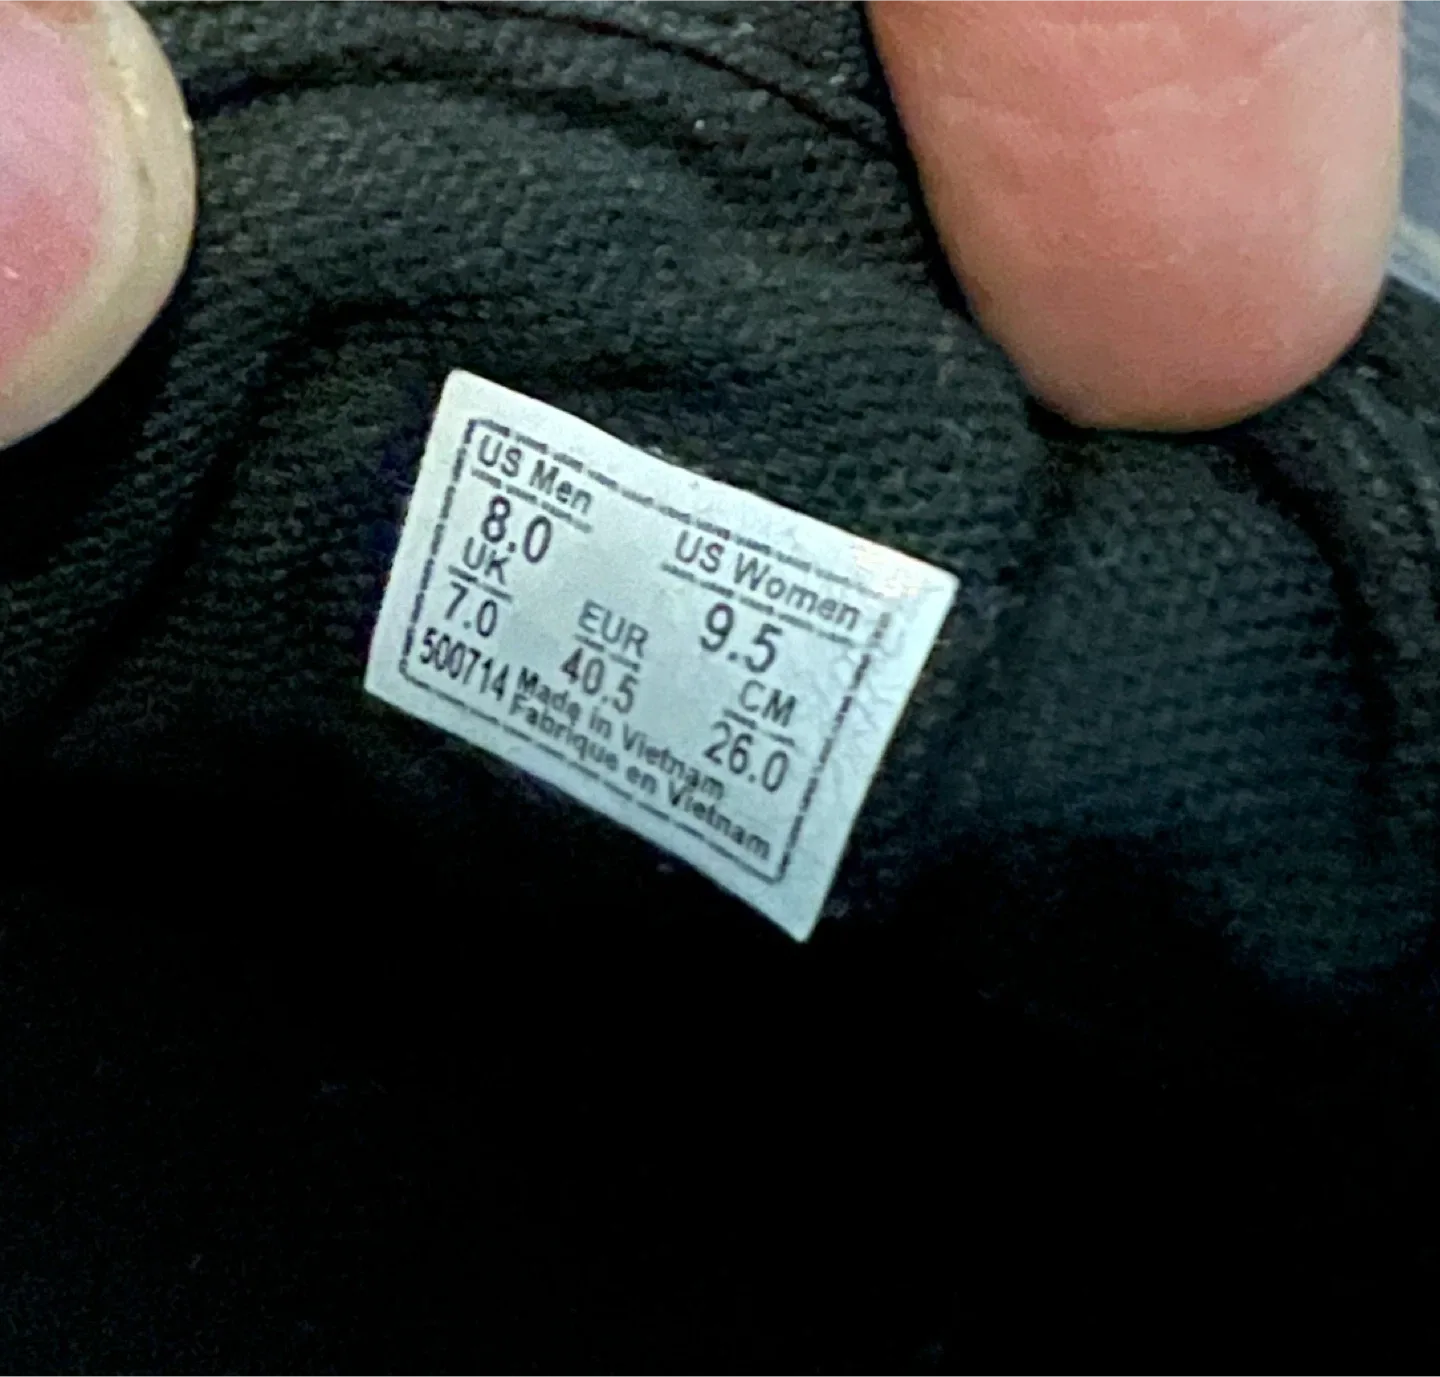 US Men
8.0
US Women
9.5
UK
7.0
EUR
40.5
CM
26.0
500714
Made in Vietnam
Fabrique en Vietnam